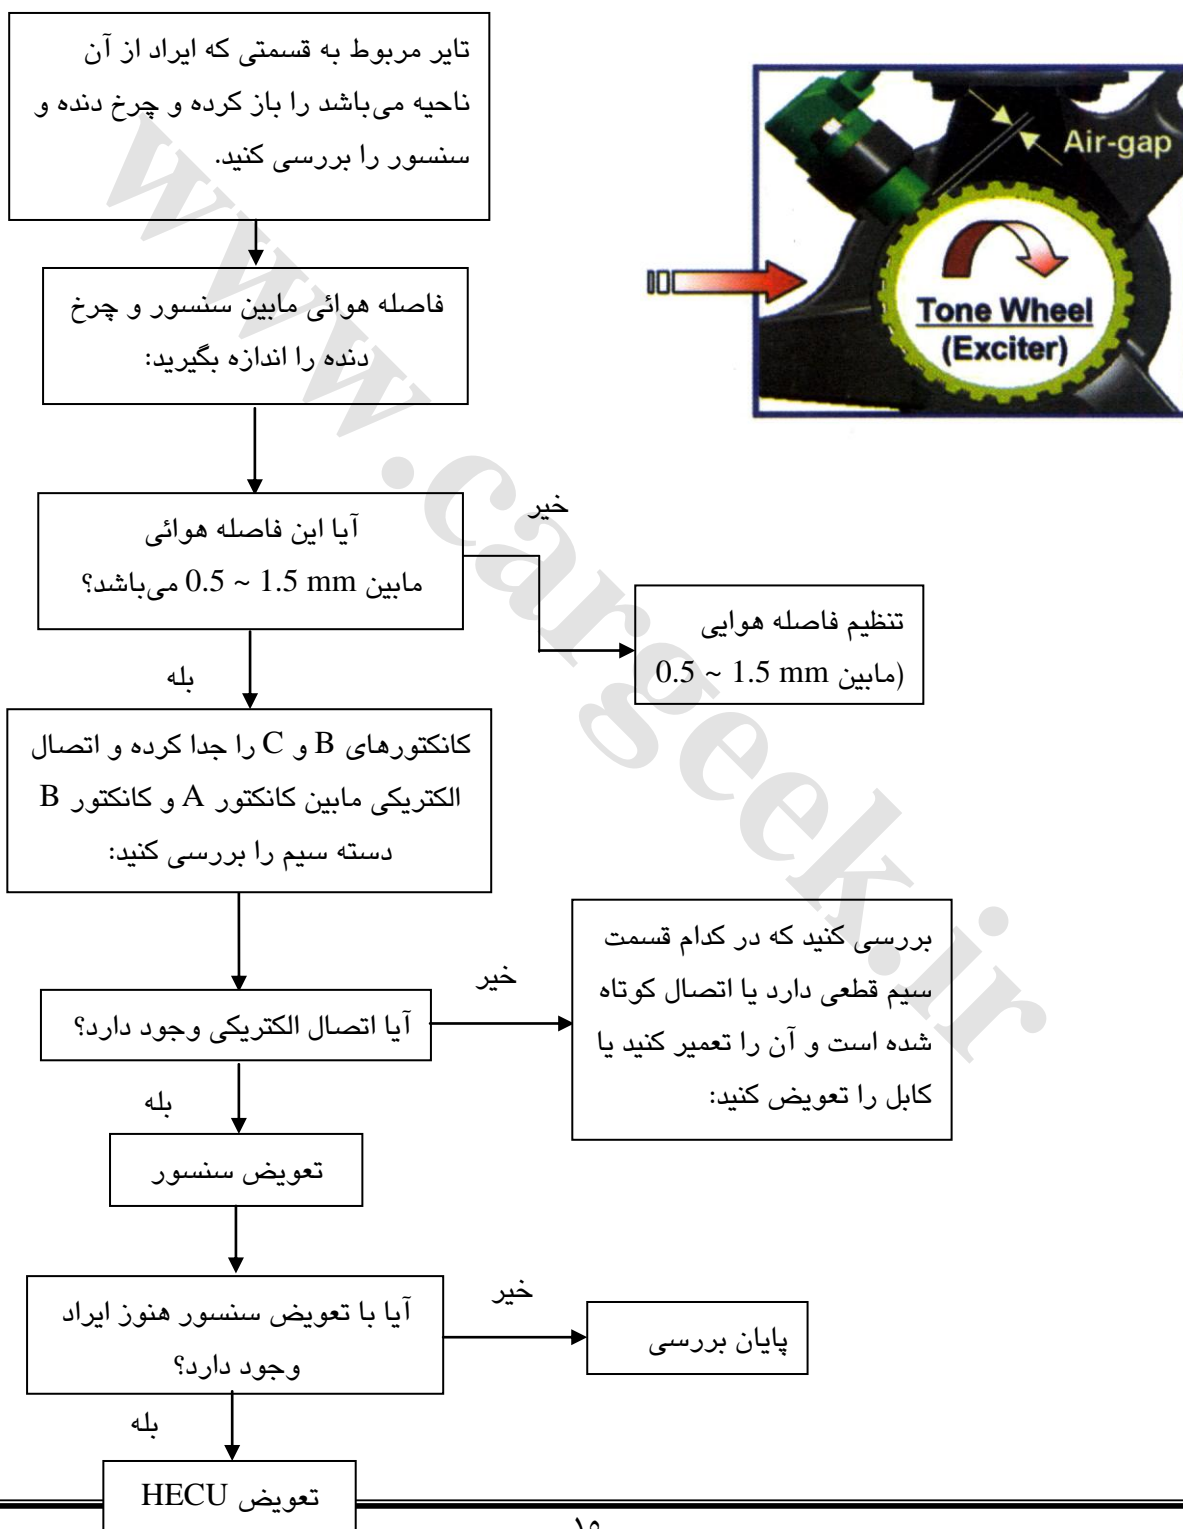 تایر مربوط به قسمتی که ایراد از آن
ناحیه می‌باشد را باز کرده و چرخ دنده و
سنسور را بررسی کنید.
Air-gap
Tone Wheel
(Exciter)
فاصله هوائی مابین سنسور و چرخ
دنده را اندازه بگیرید:
آیا این فاصله هوائی
مابین 0.5 ~ 1.5 mm می‌باشد؟
خیر
تنظیم فاصله هوایی
(مابین 0.5 ~ 1.5 mm
بله
کانکتورهای B و C را جدا کرده و اتصال
الکتریکی مابین کانکتور A و کانکتور B
دسته سیم را بررسی کنید:
آیا اتصال الکتریکی وجود دارد؟
خیر
بررسی کنید که در کدام قسمت
سیم قطعی دارد یا اتصال کوتاه
شده است و آن را تعمیر کنید یا
کابل را تعویض کنید:
بله
تعویض سنسور
آیا با تعویض سنسور هنوز ایراد
وجود دارد؟
خیر
پایان بررسی
بله
تعویض HECU
www.cargeek.ir